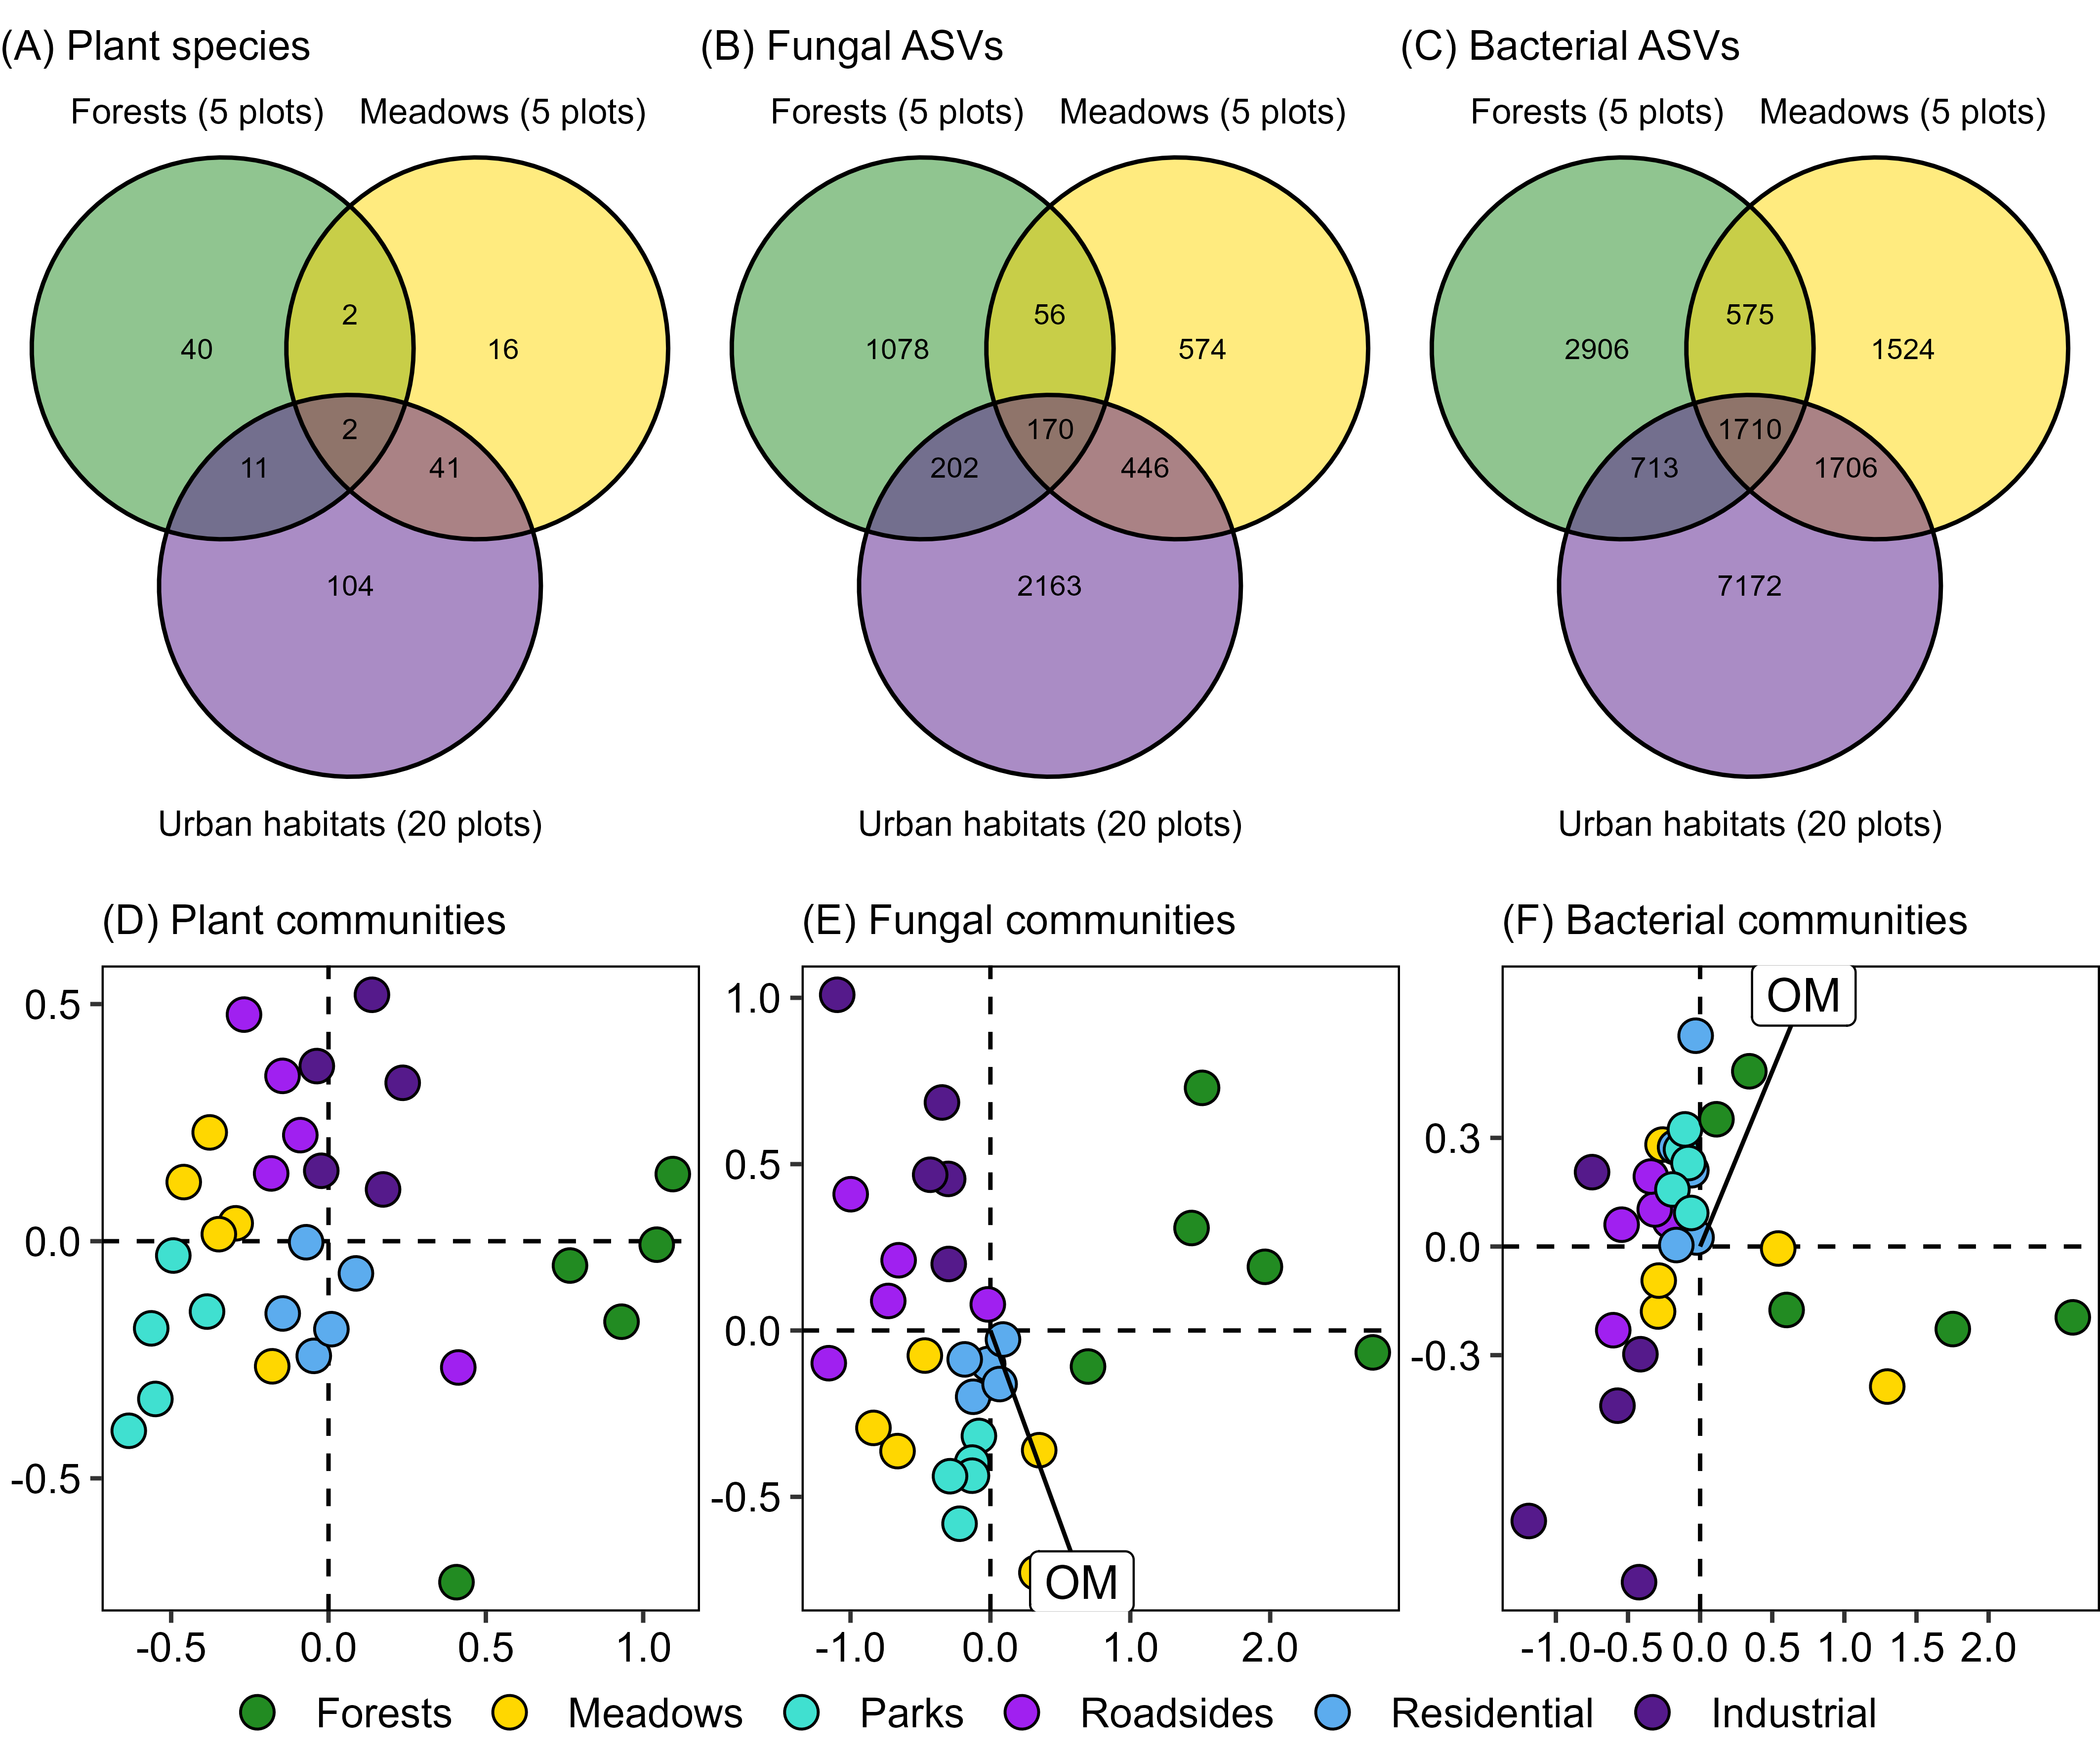 (A) Plant species
(B) Fungal ASVs
(C) Bacterial ASVs
Forests (5 plots)
Meadows (5 plots)
Forests (5 plots)
Meadows (5 plots)
Forests (5 plots)
Meadows (5 plots)
2
40
16
2
11
41
104
56
1078
574
170
202
446
2163
575
2906
1524
1710
713
1706
7172
Urban habitats (20 plots)
Urban habitats (20 plots)
Urban habitats (20 plots)
(D) Plant communities
0.5
0.0
-0.5
-0.5
0.0
0.5
1.0
(E) Fungal communities
1.0
0.5
0.0
-0.5
OM
-1.0
0.0
1.0
2.0
(F) Bacterial communities
OM
0.3
0.0
-0.3
-1.0
-0.5
0.0
0.5
1.0
1.5
2.0
Forests
Meadows
Parks
Roadsides
Residential
Industrial